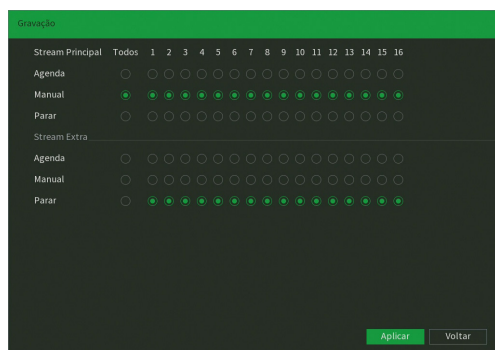 Gravação
Stream Principal Todos 1 2 3 4 5 6 7 8 9 10 11 12 13 14 15 16
Agenda
Manual
Parar
Stream Extra
Agenda
Manual
Parar
Aplicar Voltar